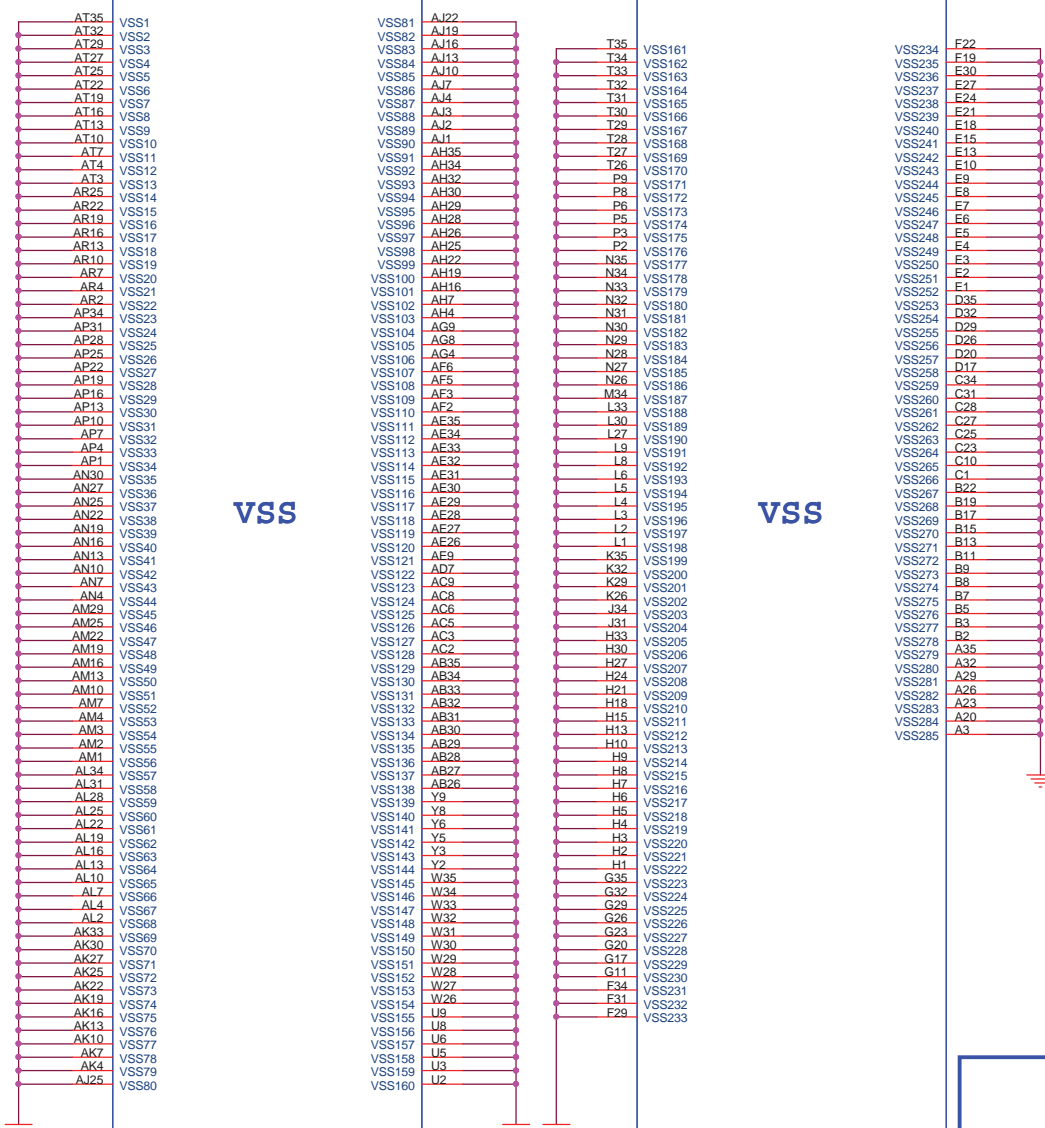 AT35 VSS1
AT32 VSS2
AT29 VSS3
AT27 VSS4
AT25 VSS5
AT22 VSS6
AT19 VSS7
AT16 VSS8
AT13 VSS9
AT10 VSS10
AT7 VSS11
AT4 VSS12
AT3 VSS13
AR25 VSS14
AR22 VSS15
AR19 VSS16
AR16 VSS17
AR13 VSS18
AR10 VSS19
AR7 VSS20
AR4 VSS21
AR2 VSS22
AP34 VSS23
AP31 VSS24
AP28 VSS25
AP25 VSS26
AP22 VSS27
AP19 VSS28
AP16 VSS29
AP13 VSS30
AP10 VSS31
AP7 VSS32
AP4 VSS33
AP1 VSS34
AN30 VSS35
AN27 VSS36
AN25 VSS37
AN22 VSS38
AN19 VSS39
AN16 VSS40
AN13 VSS41
AN10 VSS42
AN7 VSS43
AN4 VSS44
AM29 VSS45
AM25 VSS46
AM22 VSS47
AM19 VSS48
AM16 VSS49
AM13 VSS50
AM10 VSS51
AM7 VSS52
AM4 VSS53
AM3 VSS54
AM2 VSS55
AM1 VSS56
AL34 VSS57
AL31 VSS58
AL28 VSS59
AL25 VSS60
AL22 VSS61
AL19 VSS62
AL16 VSS63
AL13 VSS64
AL10 VSS65
AL7 VSS66
AL4 VSS67
AL2 VSS68
AK33 VSS69
AK30 VSS70
AK27 VSS71
AK25 VSS72
AK22 VSS73
AK19 VSS74
AK16 VSS75
AK13 VSS76
AK10 VSS77
AK7 VSS78
AK4 VSS79
AJ25 VSS80
VSS
VSS81 AJ22
VSS82 AJ19
VSS83 AJ16
VSS84 AJ13
VSS85 AJ10
VSS86 AJ7
VSS87 AJ4
VSS88 AJ3
VSS89 AJ2
VSS90 AJ1
VSS91 AH35
VSS92 AH34
VSS93 AH32
VSS94 AH30
VSS95 AH29
VSS96 AH28
VSS97 AH26
VSS98 AH25
VSS99 AH22
VSS100 AH19
VSS101 AH16
VSS102 AH7
VSS103 AH4
VSS104 AG9
VSS105 AG8
VSS106 AG4
VSS107 AF6
VSS108 AF5
VSS109 AF3
VSS110 AF2
VSS111 AE35
VSS112 AE34
VSS113 AE33
VSS114 AE32
VSS115 AE31
VSS116 AE30
VSS117 AE29
VSS118 AE28
VSS119 AE27
VSS120 AE26
VSS121 AE9
VSS122 AD7
VSS123 AC9
VSS124 AC8
VSS125 AC6
VSS126 AC5
VSS127 AC3
VSS128 AC2
VSS129 AB35
VSS130 AB34
VSS131 AB33
VSS132 AB32
VSS133 AB31
VSS134 AB30
VSS135 AB29
VSS136 AB28
VSS137 AB27
VSS138 AB26
VSS139 Y9
VSS140 Y8
VSS141 Y6
VSS142 Y5
VSS143 Y3
VSS144 Y2
VSS145 W35
VSS146 W34
VSS147 W33
VSS148 W32
VSS149 W31
VSS150 W30
VSS151 W29
VSS152 W28
VSS153 W27
VSS154 W26
VSS155 U9
VSS156 U8
VSS157 U6
VSS158 U5
VSS159 U3
VSS160 U2
T35 VSS161
T34 VSS162
T33 VSS163
T32 VSS164
T31 VSS165
T30 VSS166
T29 VSS167
T28 VSS168
T27 VSS169
T26 VSS170
P9 VSS171
P8 VSS172
P6 VSS173
P5 VSS174
P3 VSS175
P2 VSS176
N35 VSS177
N34 VSS178
N33 VSS179
N32 VSS180
N31 VSS181
N30 VSS182
N29 VSS183
N28 VSS184
N27 VSS185
N26 VSS186
M34 VSS187
L33 VSS188
L30 VSS189
L27 VSS190
L9 VSS191
L8 VSS192
L6 VSS193
L5 VSS194
L4 VSS195
L3 VSS196
L2 VSS197
L1 VSS198
K35 VSS199
K32 VSS200
K29 VSS201
K26 VSS202
J34 VSS203
J31 VSS204
H33 VSS205
H30 VSS206
H27 VSS207
H24 VSS208
H21 VSS209
H18 VSS210
H15 VSS211
H13 VSS212
H10 VSS213
H9 VSS214
H8 VSS215
H7 VSS216
H6 VSS217
H5 VSS218
H4 VSS219
H3 VSS220
H2 VSS221
H1 VSS222
G35 VSS223
G32 VSS224
G29 VSS225
G26 VSS226
G23 VSS227
G20 VSS228
G17 VSS229
G11 VSS230
F34 VSS231
F31 VSS232
F29 VSS233
VSS
VSS234 F22
VSS235 F19
VSS236 E30
VSS237 E27
VSS238 E24
VSS239 E21
VSS240 E18
VSS241 E15
VSS242 E13
VSS243 E10
VSS244 E9
VSS245 E8
VSS246 E7
VSS247 E6
VSS248 E5
VSS249 E4
VSS250 E3
VSS251 E2
VSS252 E1
VSS253 D35
VSS254 D32
VSS255 D29
VSS256 D26
VSS257 D20
VSS258 D17
VSS259 C34
VSS260 C31
VSS261 C28
VSS262 C27
VSS263 C25
VSS264 C23
VSS265 C10
VSS266 C1
VSS267 B22
VSS268 B19
VSS269 B17
VSS270 B15
VSS271 B13
VSS272 B11
VSS273 B9
VSS274 B8
VSS275 B7
VSS276 B5
VSS277 B3
VSS278 B2
VSS279 A35
VSS280 A32
VSS281 A29
VSS282 A26
VSS283 A23
VSS284 A20
VSS285 A3